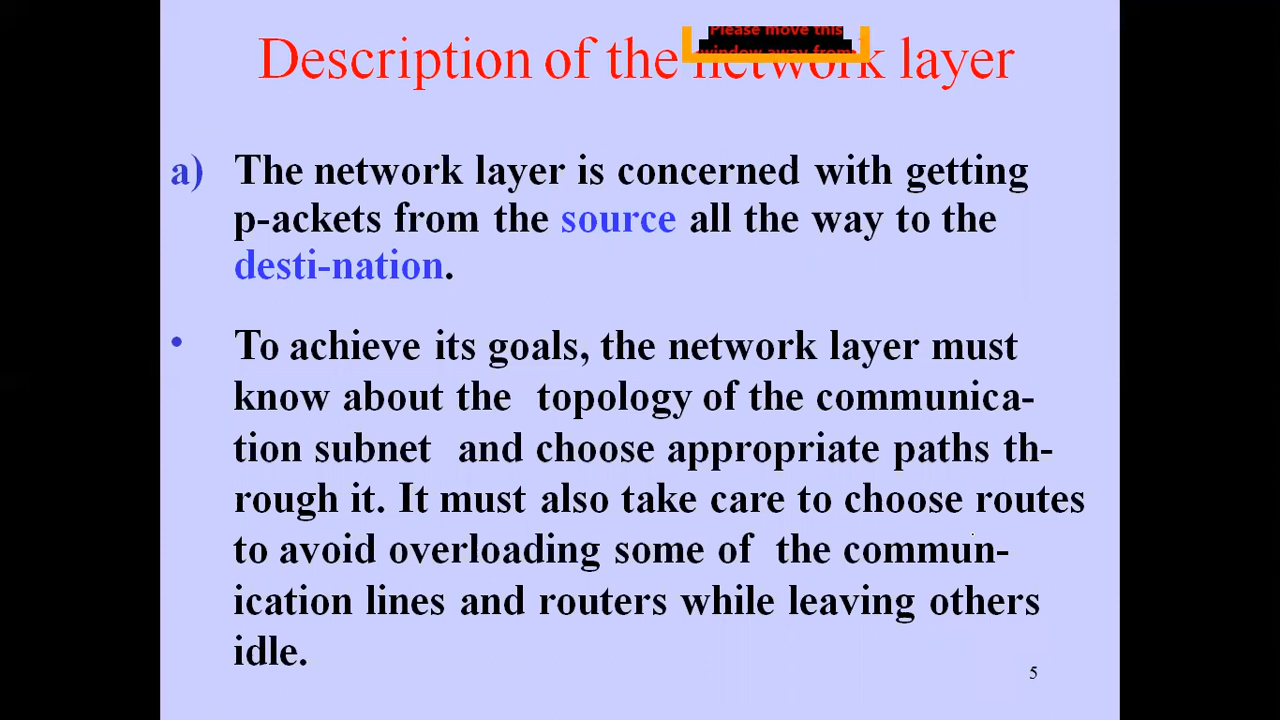 Please move this
window away from
Description of the network layer
a) The network layer is concerned with getting
p-ackets from the source all the way to the
desti-nation.
• To achieve its goals, the network layer must
know about the topology of the communica-
tion subnet and choose appropriate paths th-
rough it. It must also take care to choose routes
to avoid overloading some of the commun-
ication lines and routers while leaving others
idle.
5